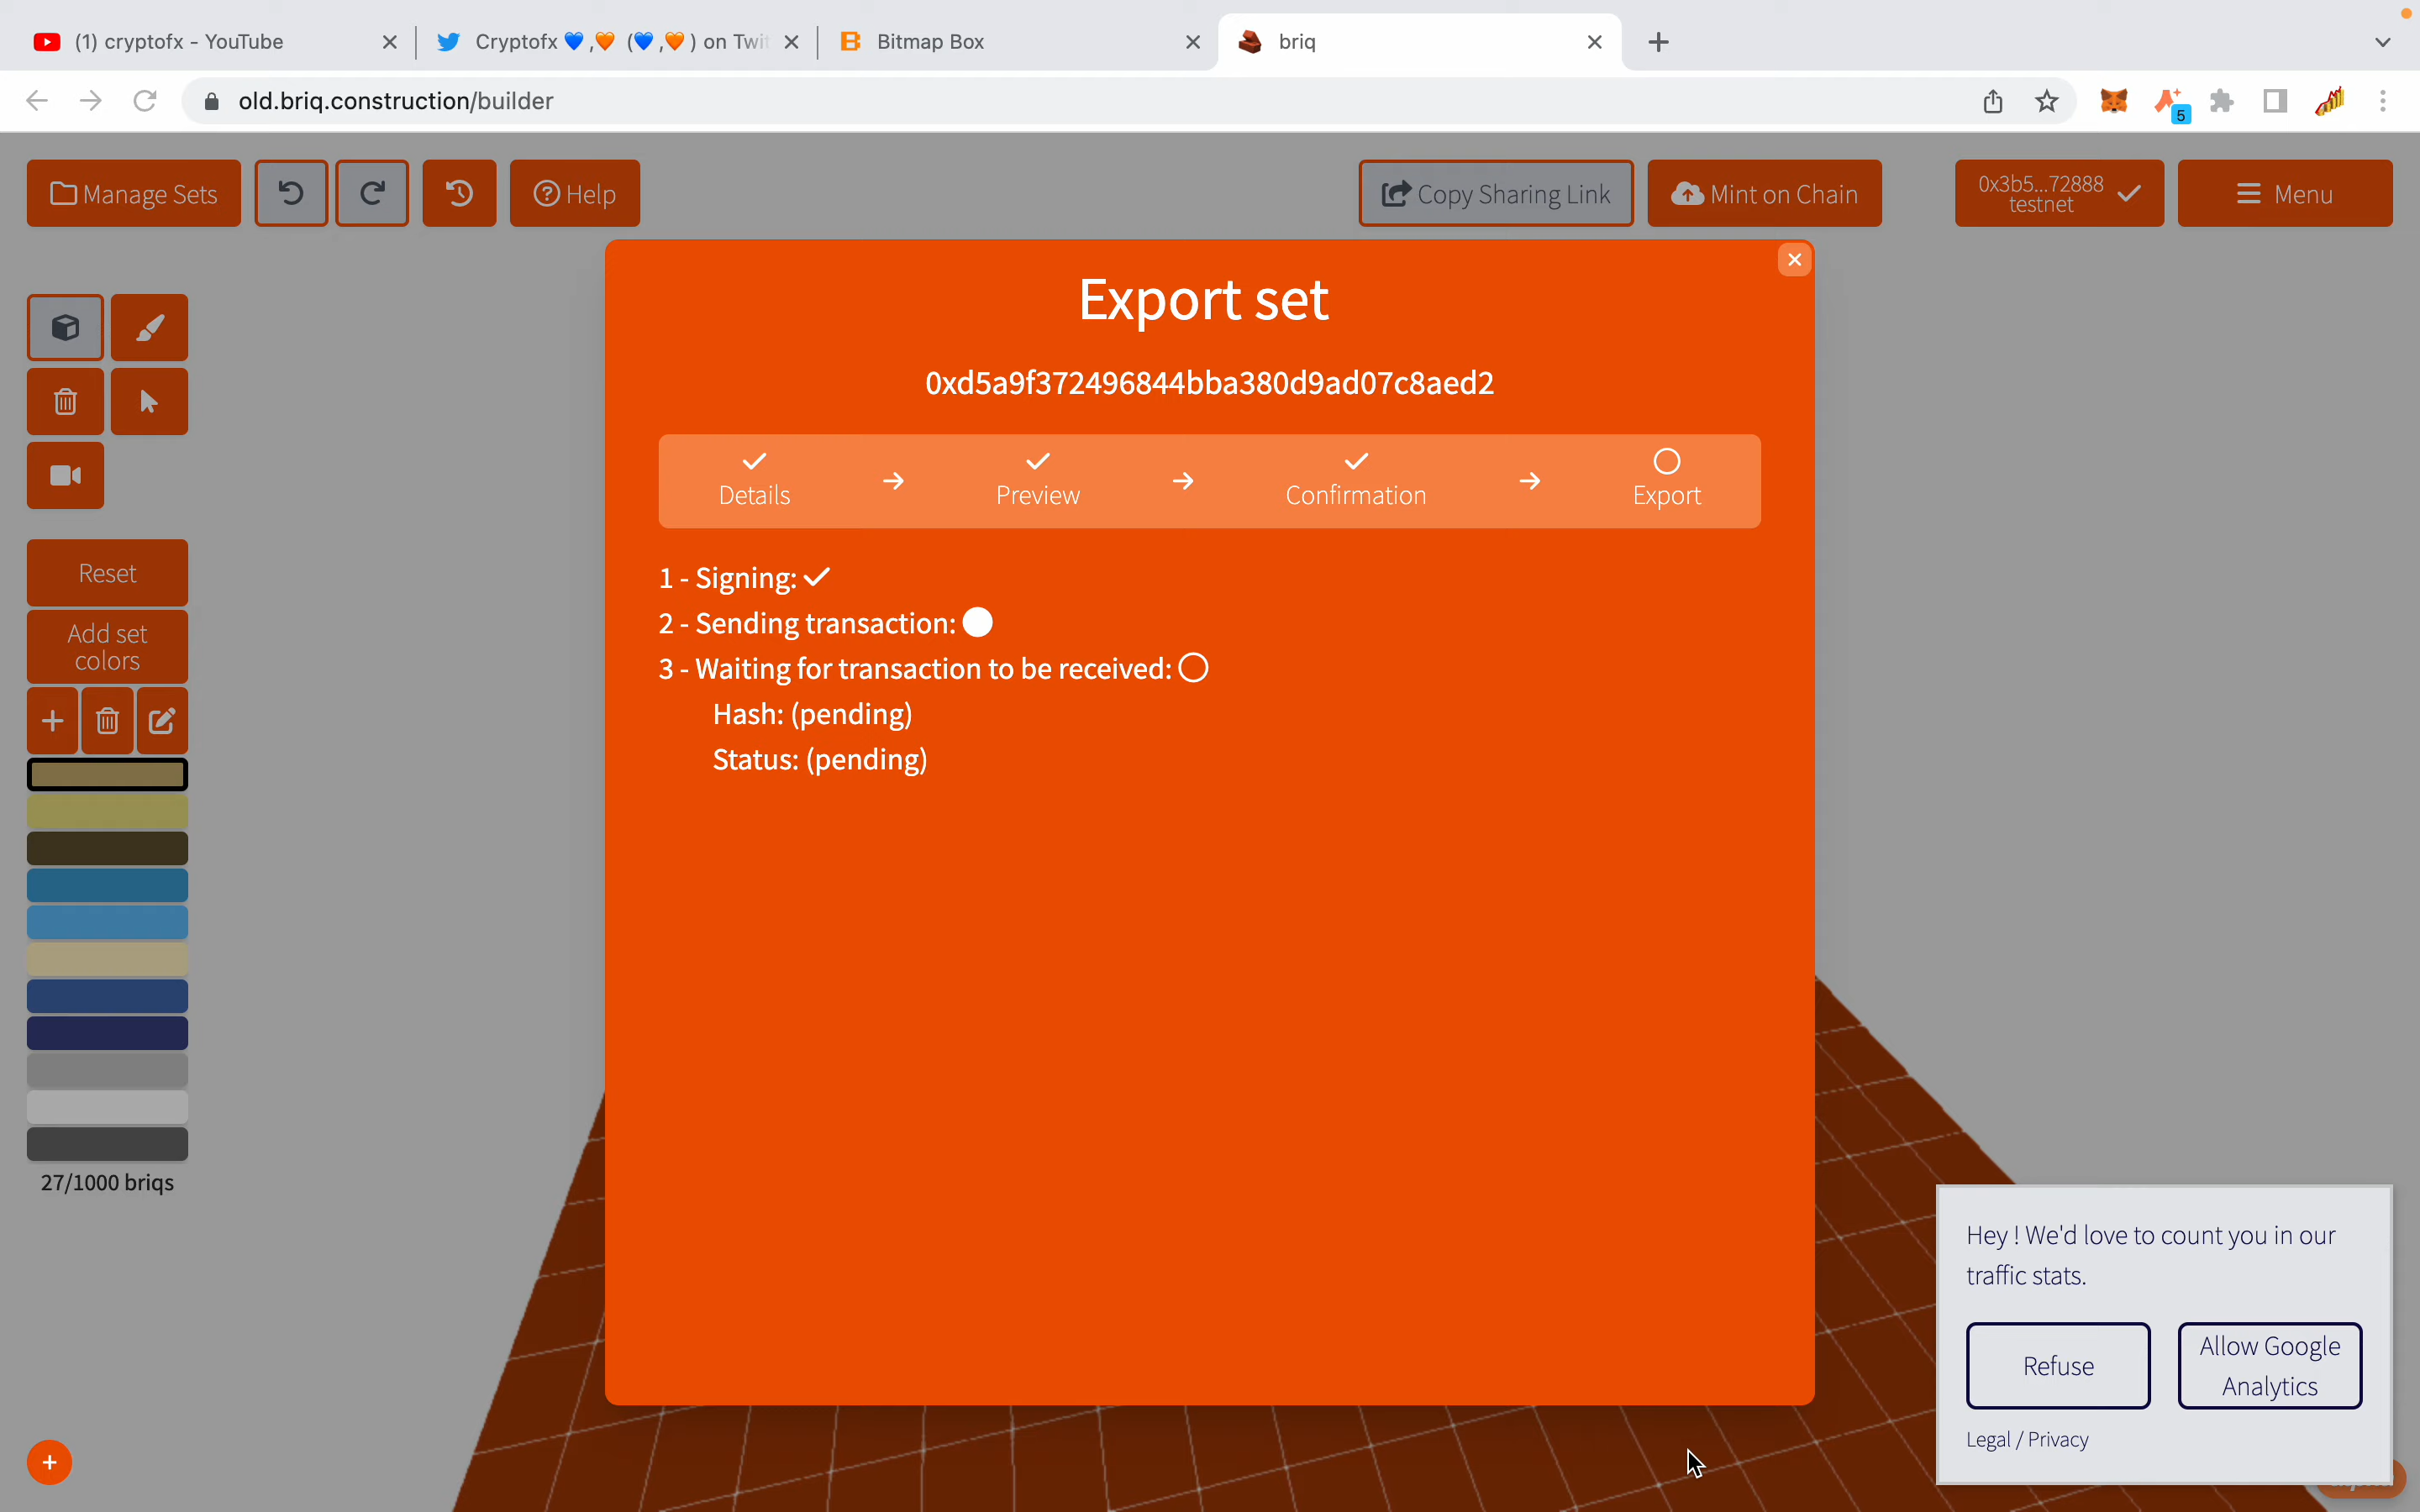 (1) cryptofx - YouTube
Cryptofx 💙,🧡 (💙,🧡) on Twi
Bitmap Box
briq
old.briq.construction/builder
5
Manage Sets
Help
Copy Sharing Link
Mint on Chain
0x3b5...72888
testnet
Menu
Export set
0xd5a9f372496844bba380d9ad07c8aed2
Details
Preview
Confirmation
Export
1 - Signing:
2 - Sending transaction:
3 - Waiting for transaction to be received:
Hash: (pending)
Status: (pending)
Reset
Add set
colors
27/1000 briqs
Hey ! We'd love to count you in our
traffic stats.
Refuse
Allow Google
Analytics
Legal / Privacy